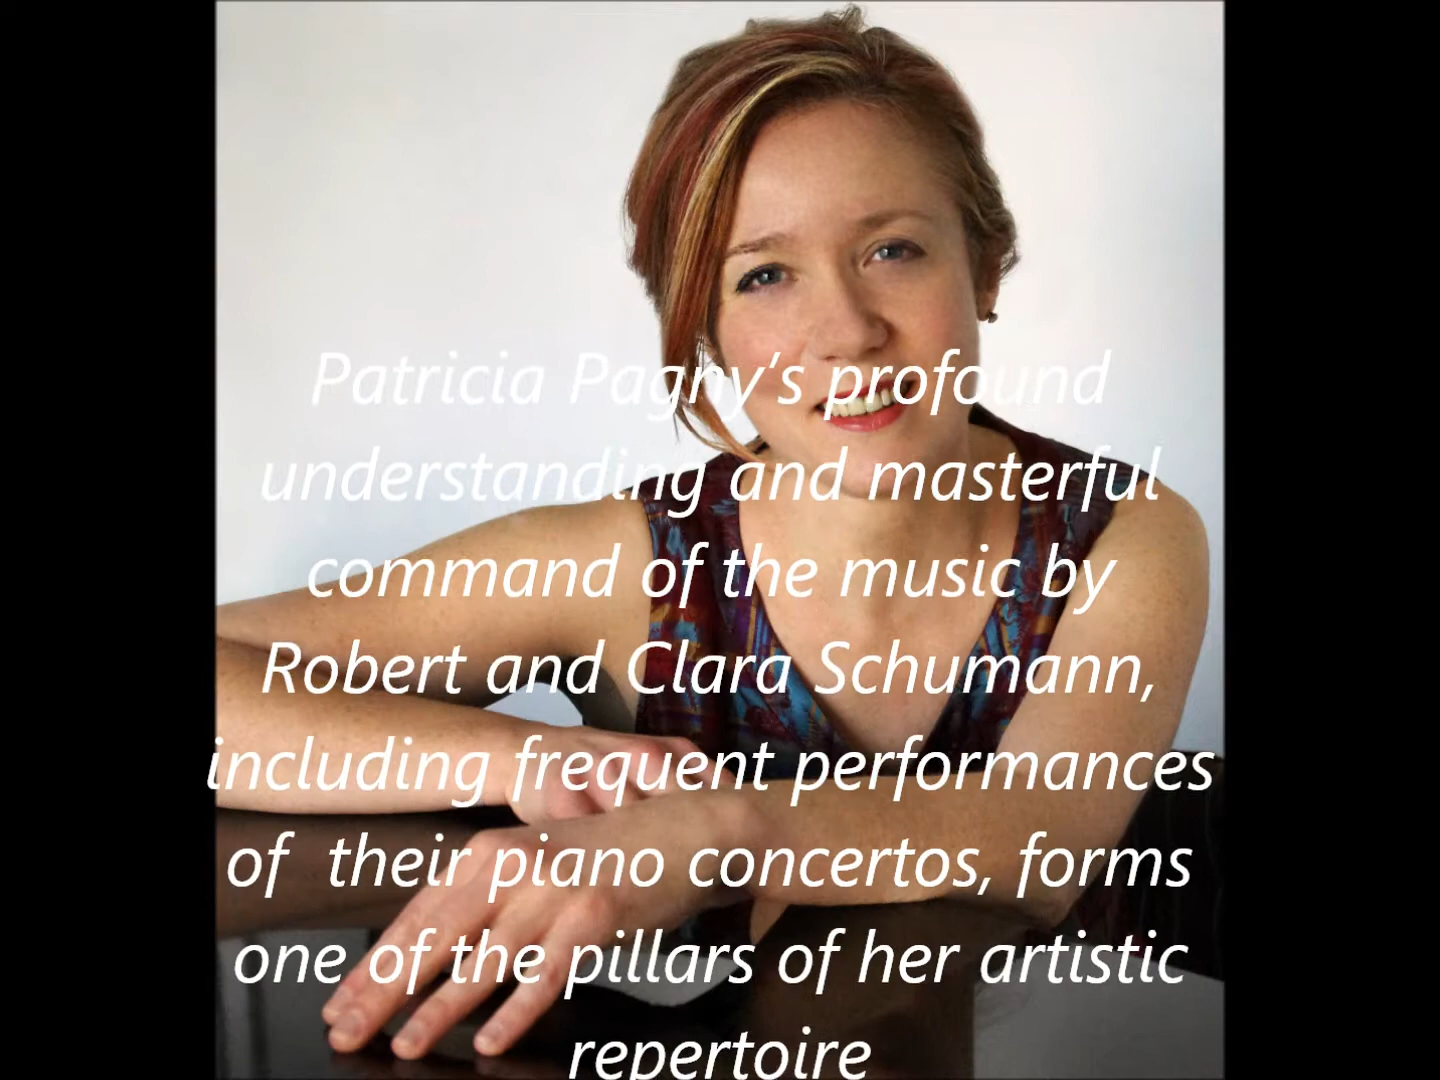 Patricia Pagny's profound
understanding and masterful
command of the music by
Robert and Clara Schumann,
including frequent performances
of their piano concertos, forms
one of the pillars of her artistic
repertoire